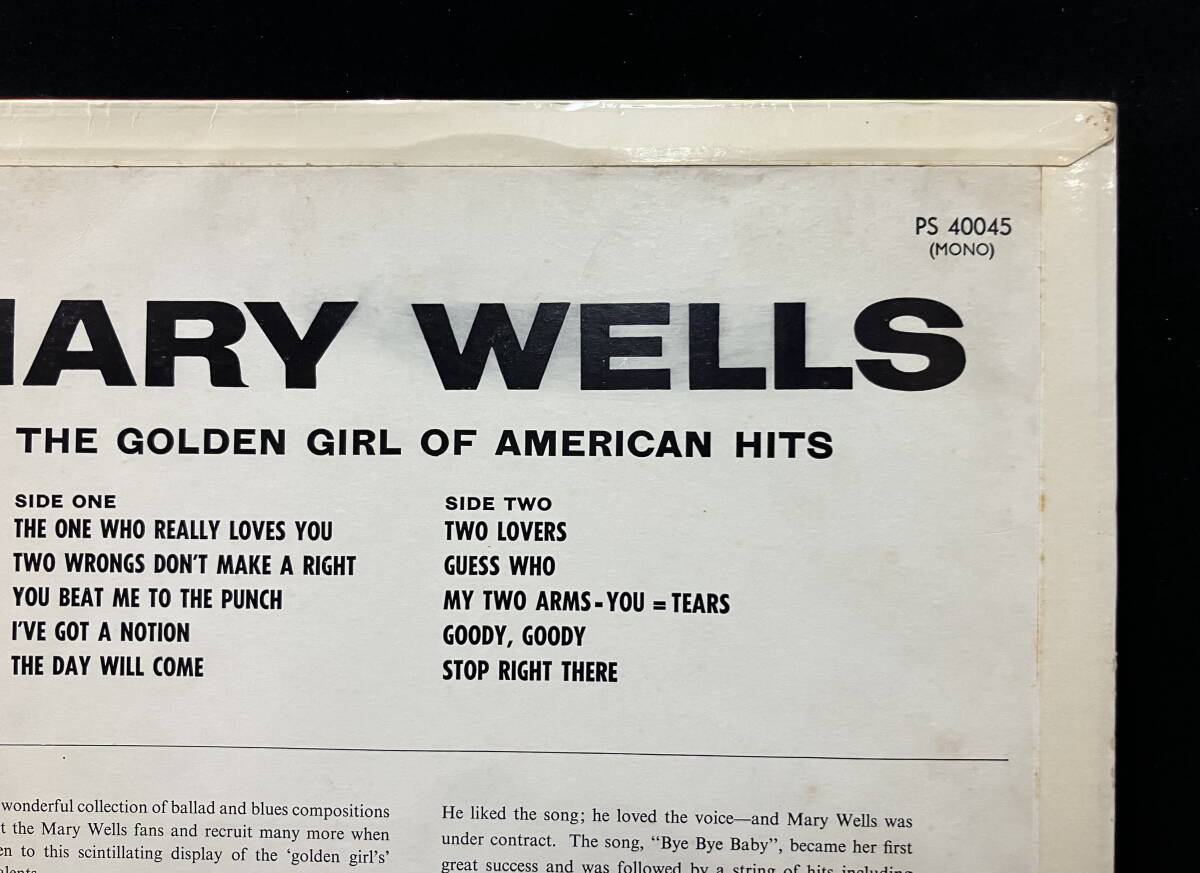 PS 40045
(MONO)
MARY WELLS
THE GOLDEN GIRL OF AMERICAN HITS
SIDE ONE
THE ONE WHO REALLY LOVES YOU
TWO WRONGS DON'T MAKE A RIGHT
YOU BEAT ME TO THE PUNCH
I'VE GOT A NOTION
THE DAY WILL COME
SIDE TWO
TWO LOVERS
GUESS WHO
MY TWO ARMS-YOU = TEARS
GOODY, GOODY
STOP RIGHT THERE
wonderful collection of ballad and blues compositions
the Mary Wells fans and recruit many more when
to this scintillating display of the 'golden girl's'
He liked the song; he loved the voice—and Mary Wells was
under contract. The song, "Bye Bye Baby", became her first
great success and was followed by a string of hits including